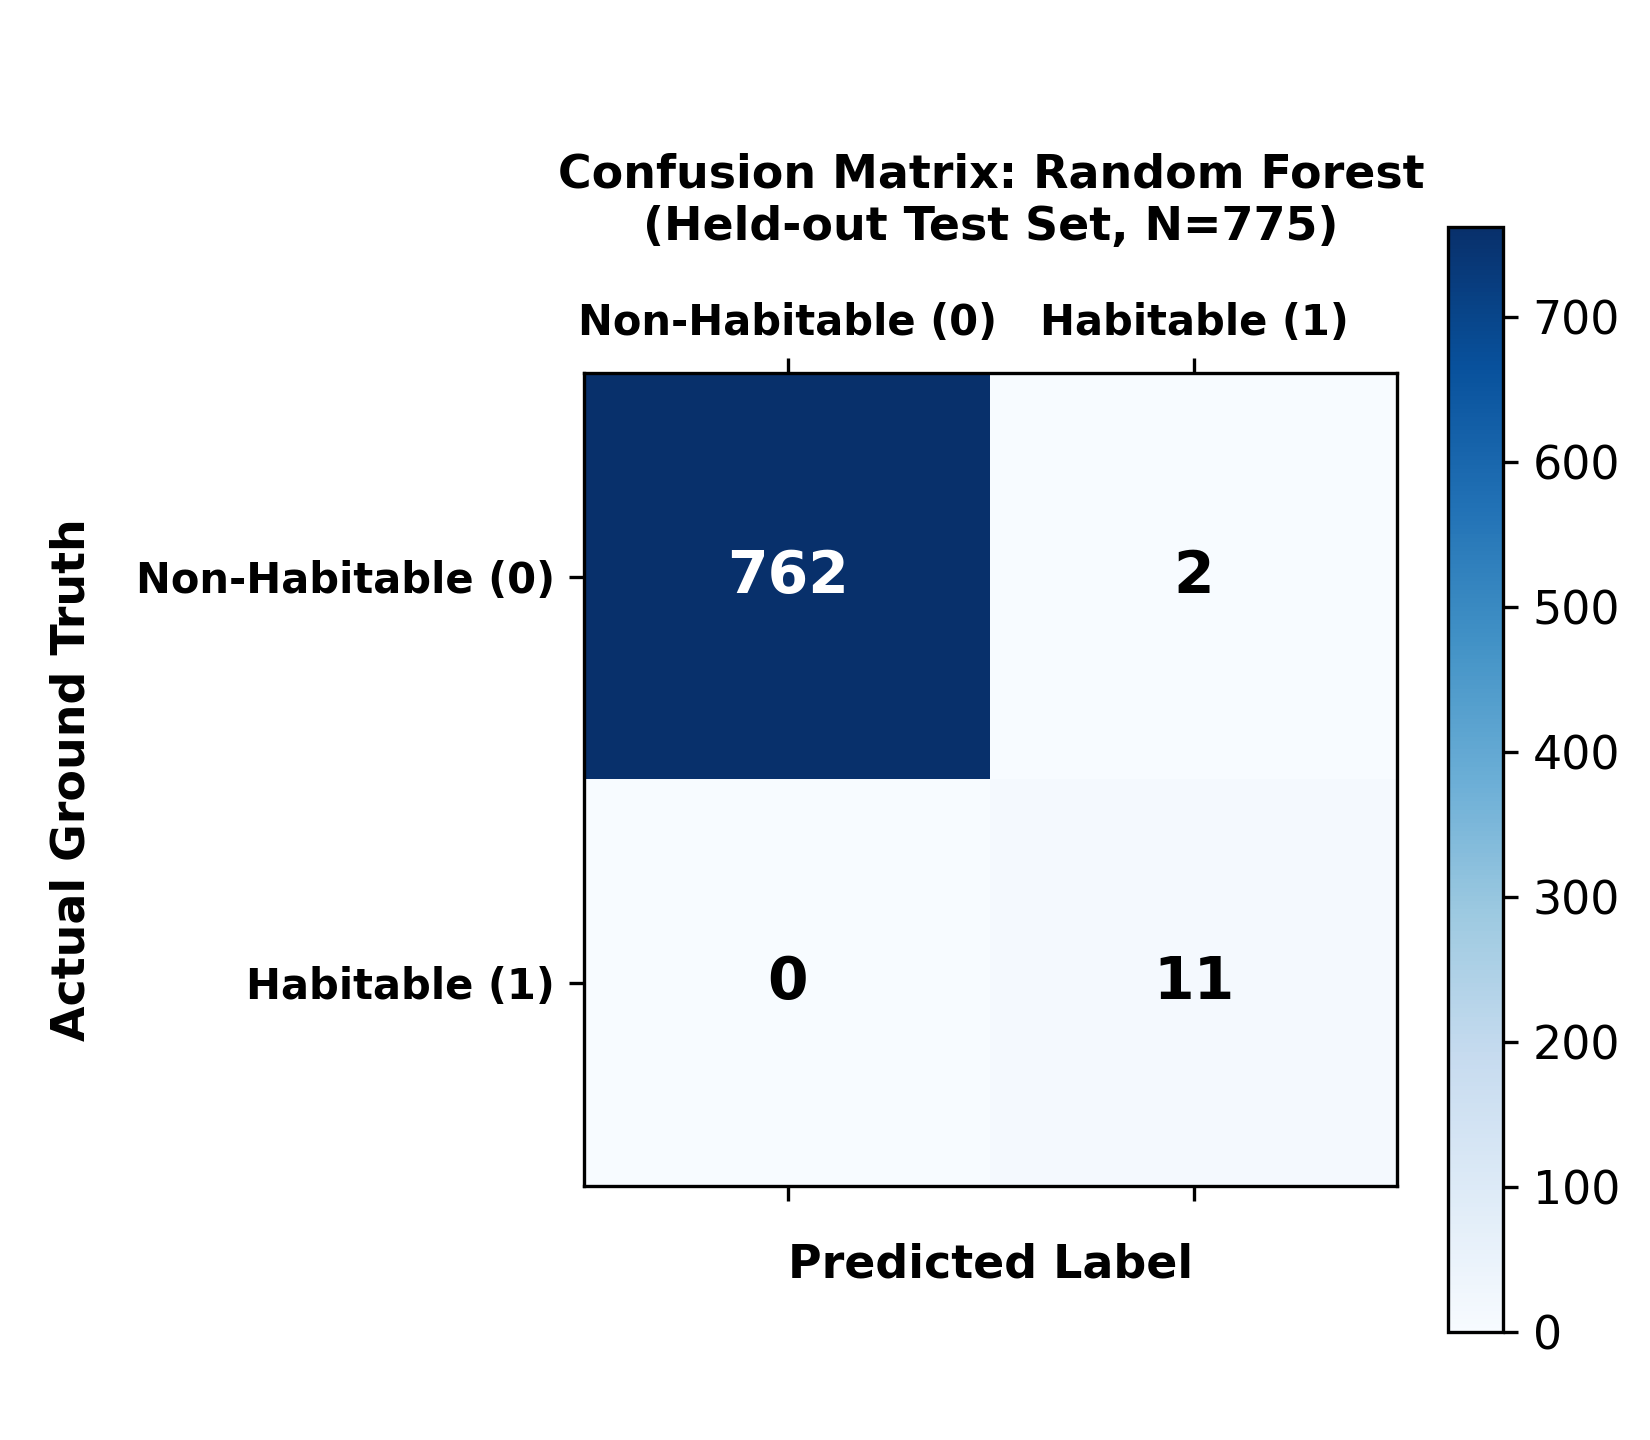 Confusion Matrix: Random Forest
(Held-out Test Set, N=775)
Non-Habitable (0)
Habitable (1)
Actual Ground Truth
Non-Habitable (0)
762
2
Habitable (1)
0
11
Predicted Label
700
600
500
400
300
200
100
0